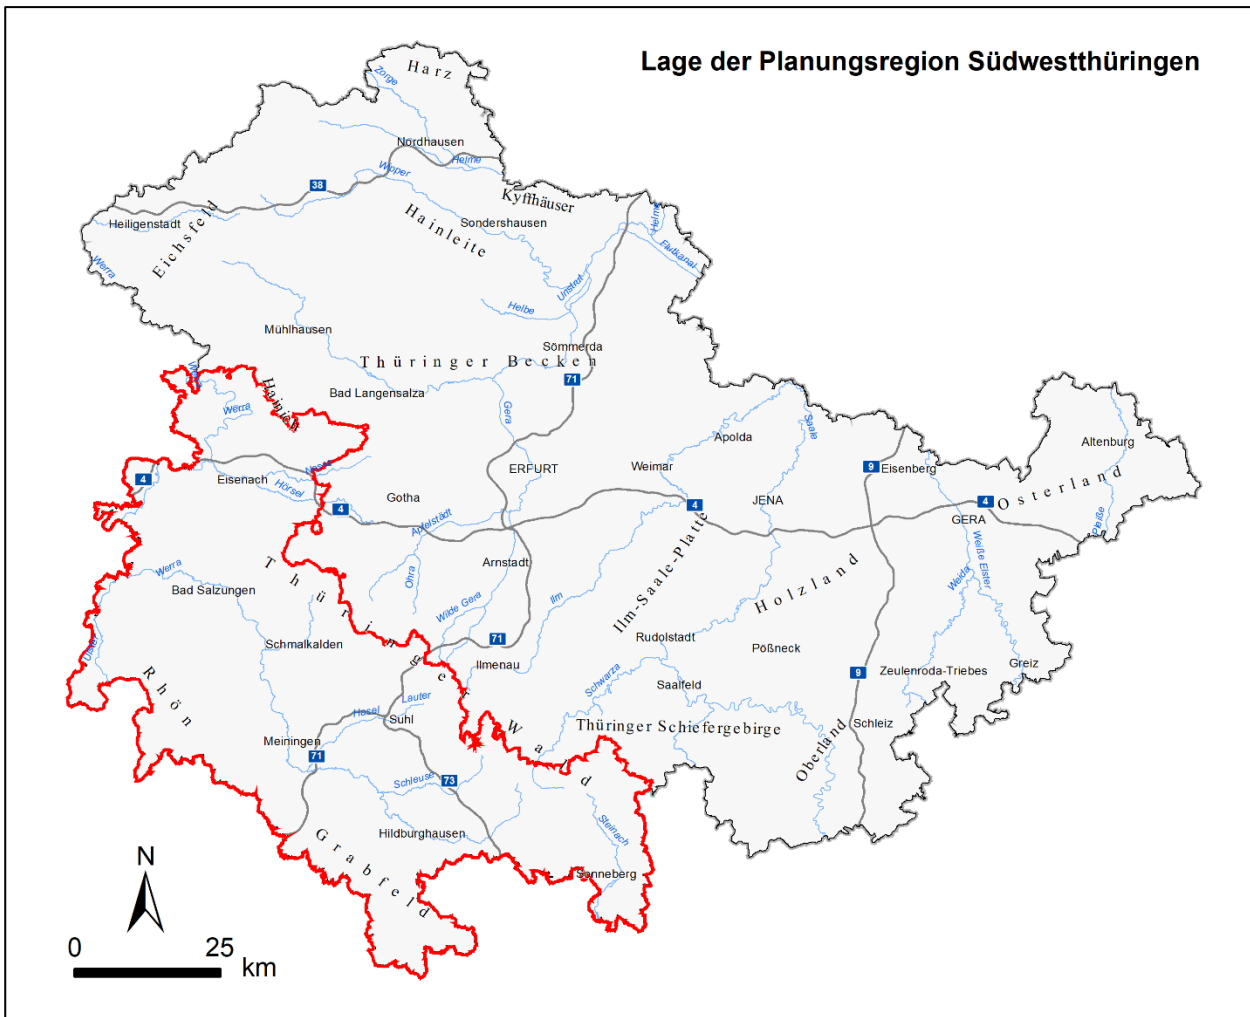 Lage der Planungsregion Südwestthüringen
Harz
Zorge
Nordhausen
Helme
Wipper
38
Kyffhäuser
Heiligenstadt
Eichsfeld
Hainleite
Sondershausen
Helme
Flutkanal
Werra
Unstrut
Helbe
Mühlhausen
Sömmerda
Thüringer Becken
71
Werra
Hainich
Bad Langensalza
Werra
Gera
Saale
Apolda
Altenburg
Nesse
ERFURT
Weimar
9
Eisenberg
4
Eisenach
Hörsel
Gotha
JENA
Osterland
4
4
4
GERA
Pleiße
Apfelstädt
Ilm-Saale-Platte
Weiße Elster
Arnstadt
Holzland
Werra
Thüringer Wald
Ohra
Weida
Bad Salzungen
Ilm
Wilde Gera
Schmalkalden
71
Rudolstadt
Pößneck
Ulster
Ilmenau
9
Zeulenroda-Triebes
Greiz
Rhön
Schwarza
Saalfeld
Lauter
Hasel
Suhl
Thüringer Schiefergebirge
Schleiz
Oberland
Meiningen
71
Schleuse
73
Steinach
Hildburghausen
Grabfeld
Sonneberg
N
0 25
km